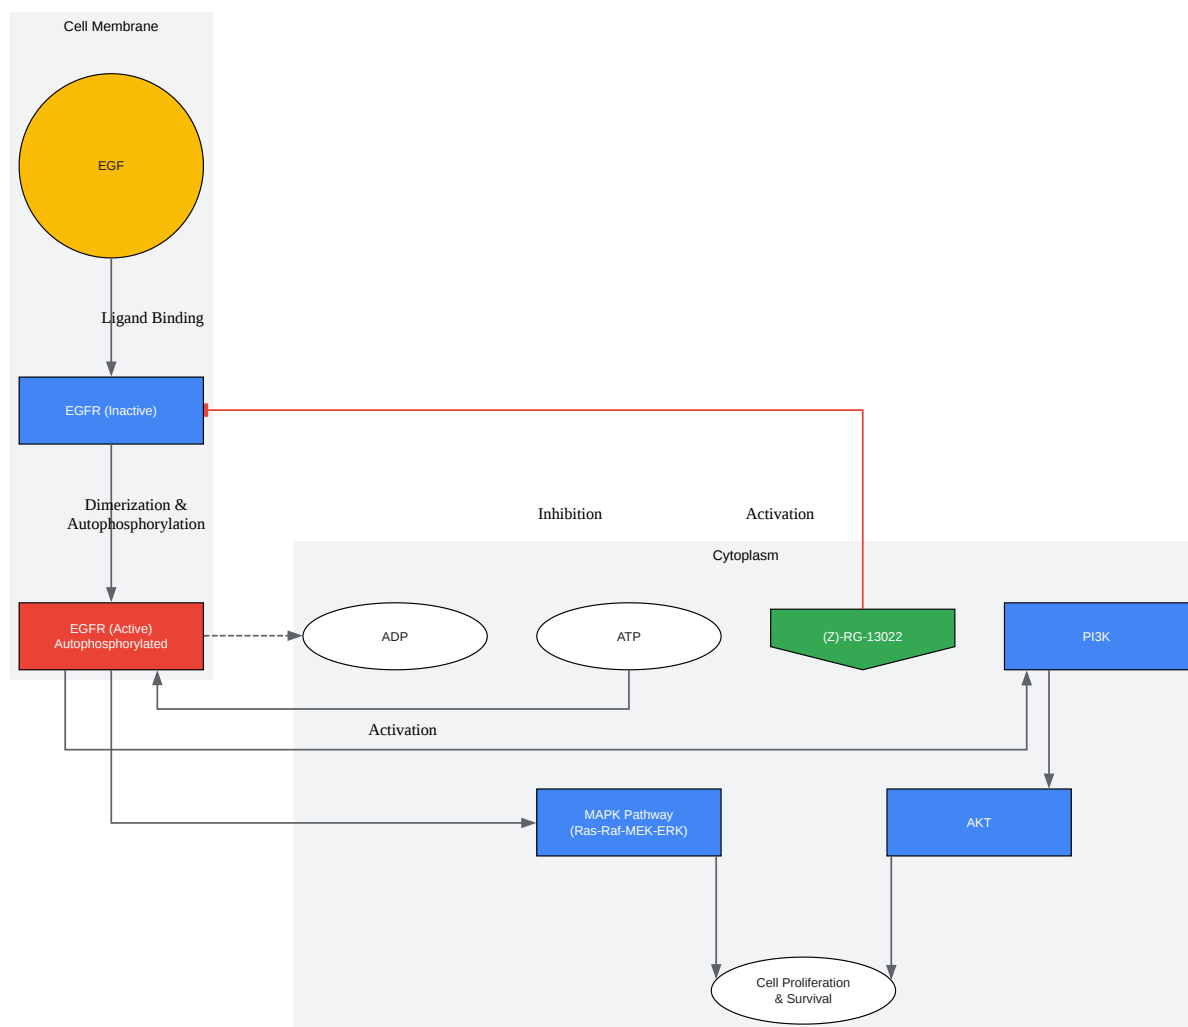 Cell Membrane
EGF
Ligand Binding
EGFR (Inactive)
Dimerization &
Autophosphorylation
Inhibition
Activation
Cytoplasm
EGFR (Active)
Autophosphorylated
ADP
ATP
(Z)-RG-13022
PI3K
Activation
MAPK Pathway
(Ras-Raf-MEK-ERK)
AKT
Cell Proliferation
& Survival